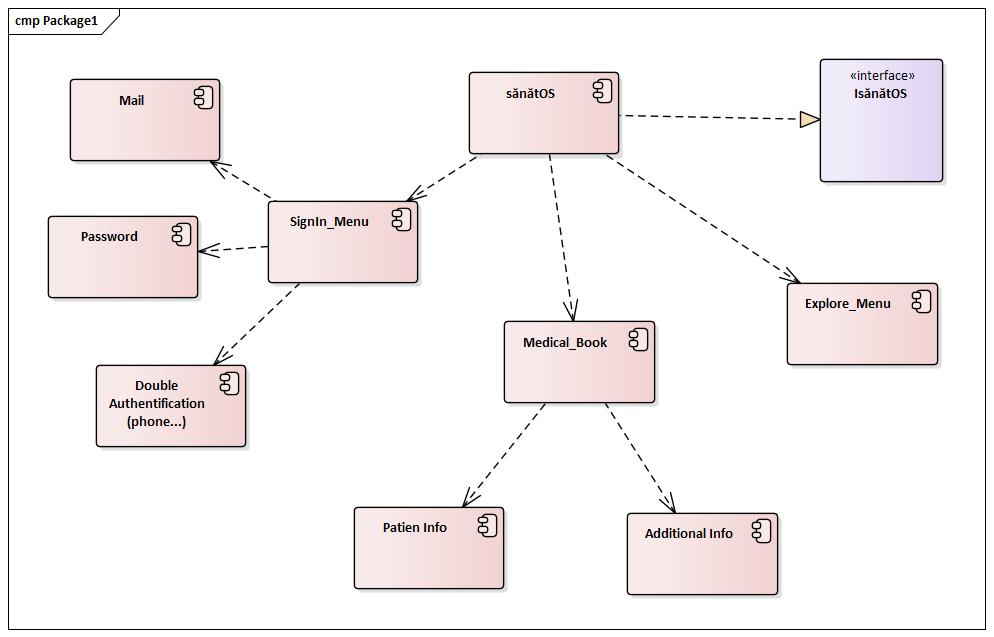 cmp Package1
Mail
sănătOS
«interface»
IsănătOS
SignIn_Menu
Password
Explore_Menu
Medical_Book
Double
Authentification
(phone...)
Patien Info
Additional Info